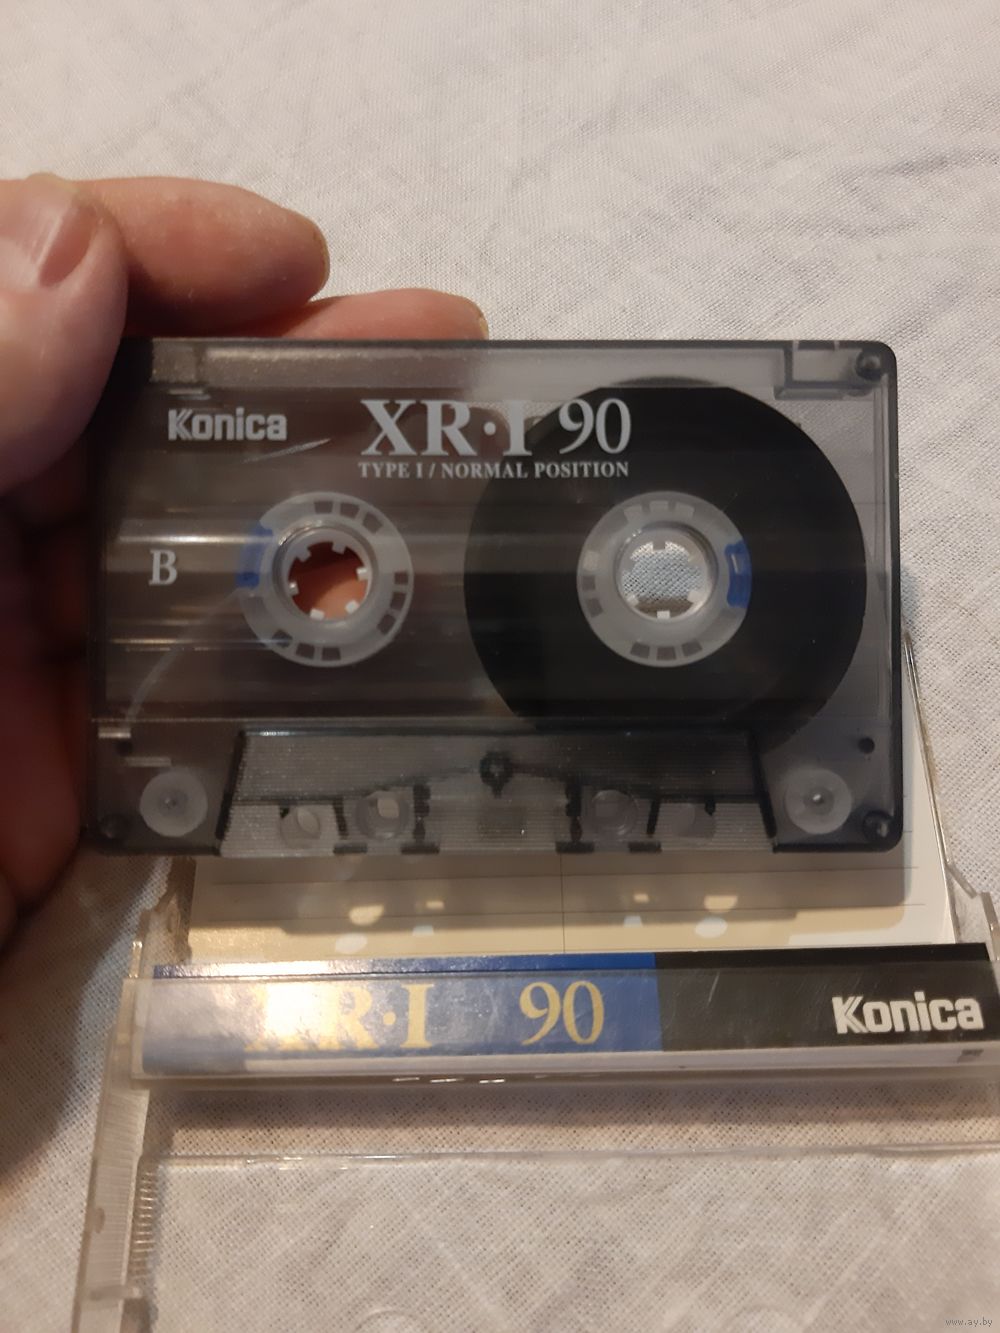 Konica
XR·I 90
TYPE I / NORMAL POSITION
B
XR·I 90
Konica
www.ay.by